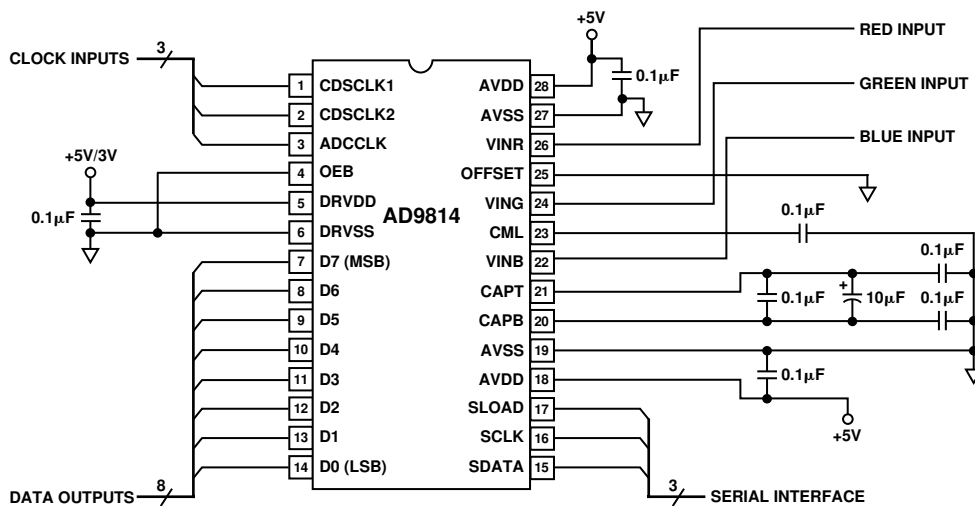 +5V
3
CLOCK INPUTS
RED INPUT
0.1µF
1 CDSCLK1 AVDD 28
GREEN INPUT
2 CDSCLK2 AVSS 27
BLUE INPUT
3 ADCCLK VINR 26
+5V/3V
4 OEB OFFSET 25
5 DRVDD VING 24
AD9814
0.1µF
0.1µF
6 DRVSS CML 23
7 D7 (MSB) VINB 22
0.1µF
8 D6 CAPT 21
+
0.1µF 10µF 0.1µF
9 D5 CAPB 20
10 D4 AVSS 19
0.1µF
11 D3 AVDD 18
12 D2 SLOAD 17
+5V
13 D1 SCLK 16
14 D0 (LSB) SDATA 15
8
3
DATA OUTPUTS
SERIAL INTERFACE